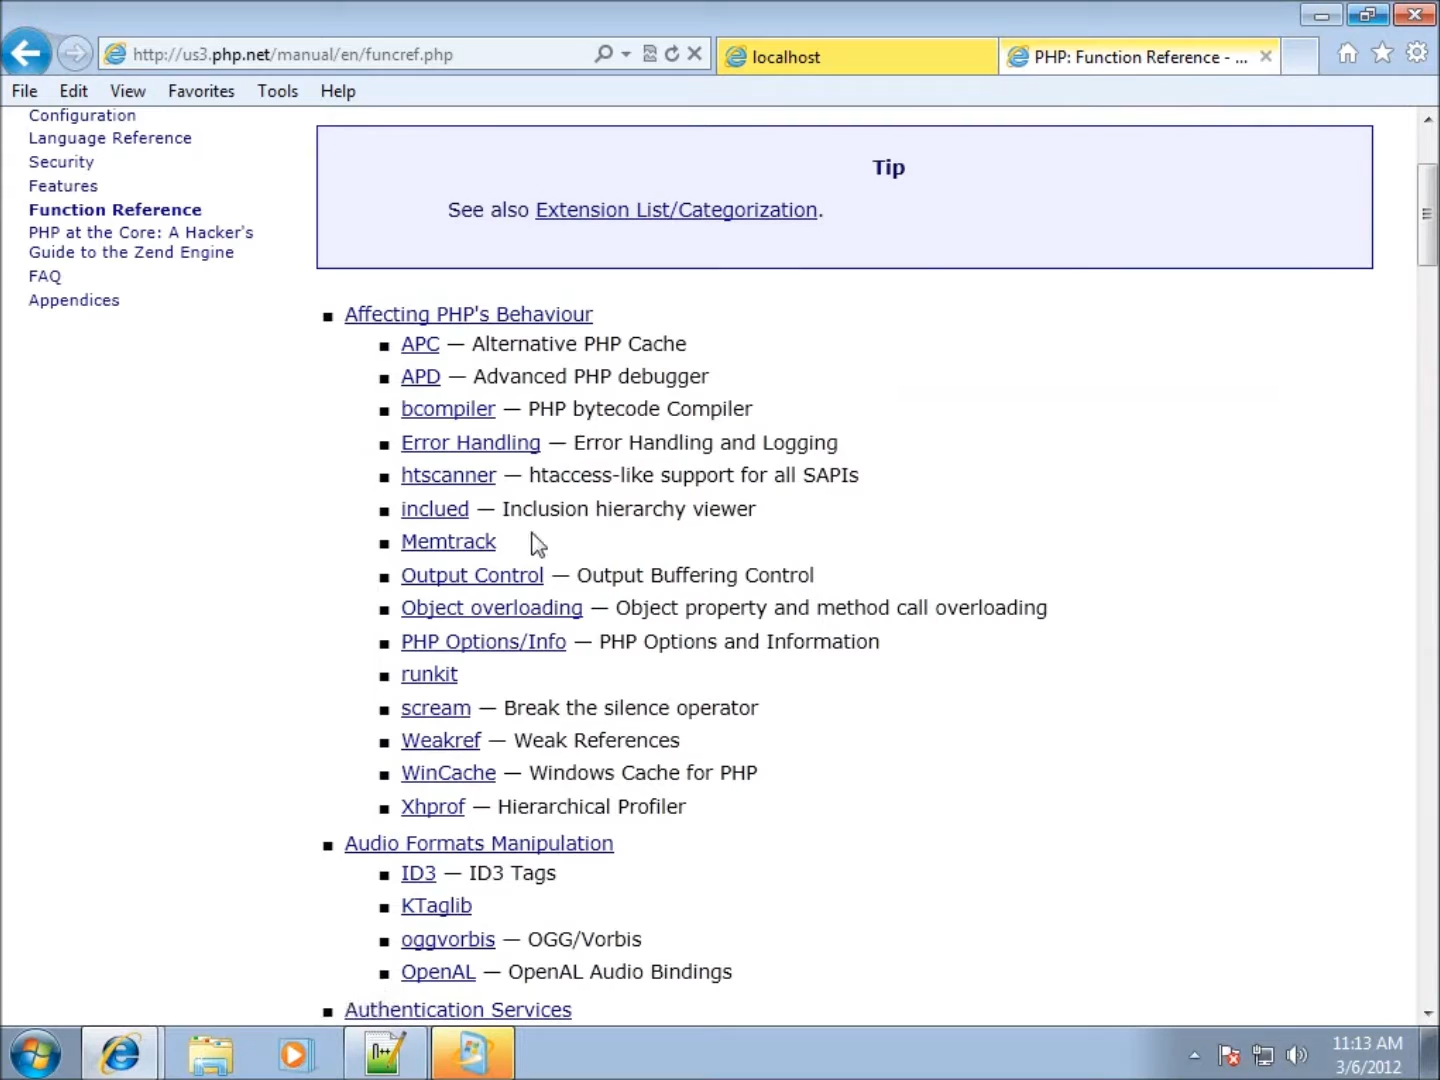 http://us3.php.net/manual/en/funcref.php
localhost
PHP: Function Reference - ...
File Edit View Favorites Tools Help
Configuration
Language Reference
Security
Features
Function Reference
PHP at the Core: A Hacker's
Guide to the Zend Engine
FAQ
Appendices
Tip
See also Extension List/Categorization.
Affecting PHP's Behaviour
APC — Alternative PHP Cache
APD — Advanced PHP debugger
bcompiler — PHP bytecode Compiler
Error Handling — Error Handling and Logging
htscanner — htaccess-like support for all SAPIs
inclued — Inclusion hierarchy viewer
Memtrack
Output Control — Output Buffering Control
Object overloading — Object property and method call overloading
PHP Options/Info — PHP Options and Information
runkit
scream — Break the silence operator
Weakref — Weak References
WinCache — Windows Cache for PHP
Xhprof — Hierarchical Profiler
Audio Formats Manipulation
ID3 — ID3 Tags
KTaglib
oggvorbis — OGG/Vorbis
OpenAL — OpenAL Audio Bindings
Authentication Services
11:13 AM
3/6/2012